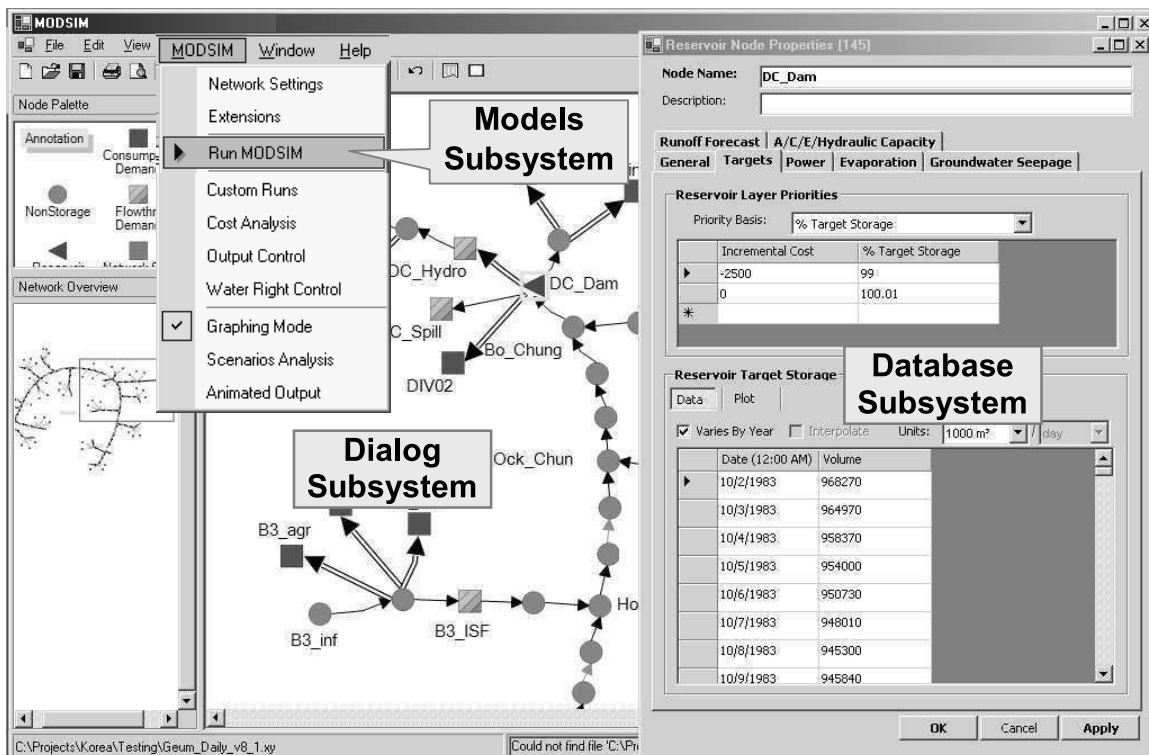 MODSIM
File Edit View MODSIM Window Help
Node Palette
Annotation
Demand
NonStorage
Flowthr
Demand
Network Overview
Network Settings
Extensions
Run MODSIM
Custom Runs
Cost Analysis
Output Control
Water Right Control
Graphing Mode
Scenarios Analysis
Animated Output
Models
Subsystem
DC_Hydro
DC_Dam
C_Spill
Bo_Chung
DIV02
Dialog
Subsystem
Ock_Chun
B3_agr
B3_inf
B3_ISF
Ho
C:\Projects\Korea\Testing\Geum_Daily_v8_1.xy
Could not find file 'C:\Pr
Reservoir Node Properties [145]
Node Name: DC_Dam
Description:
Runoff Forecast A/C/E/Hydraulic Capacity
General Targets Power Evaporation Groundwater Seepage
Reservoir Layer Priorities
Priority Basis: % Target Storage
Incremental Cost % Target Storage
-2500 99
0 100.01
Database
Subsystem
Reservoir Target Storage
Data Plot
Varies By Year Interpolate Units: 1000 m³ / day
Date (12:00 AM) Volume
10/2/1983 968270
10/3/1983 964970
10/4/1983 958370
10/5/1983 954000
10/6/1983 950730
10/7/1983 948010
10/8/1983 945300
10/9/1983 945840
OK Cancel Apply